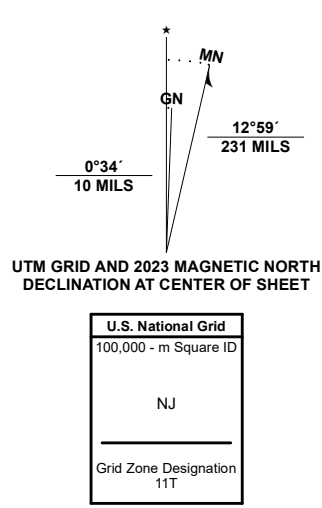 ★
MN
GN
12°59´
231 MILS
0°34´
10 MILS
UTM GRID AND 2023 MAGNETIC NORTH
DECLINATION AT CENTER OF SHEET
U.S. National Grid
100,000 - m Square ID
NJ
Grid Zone Designation
11T